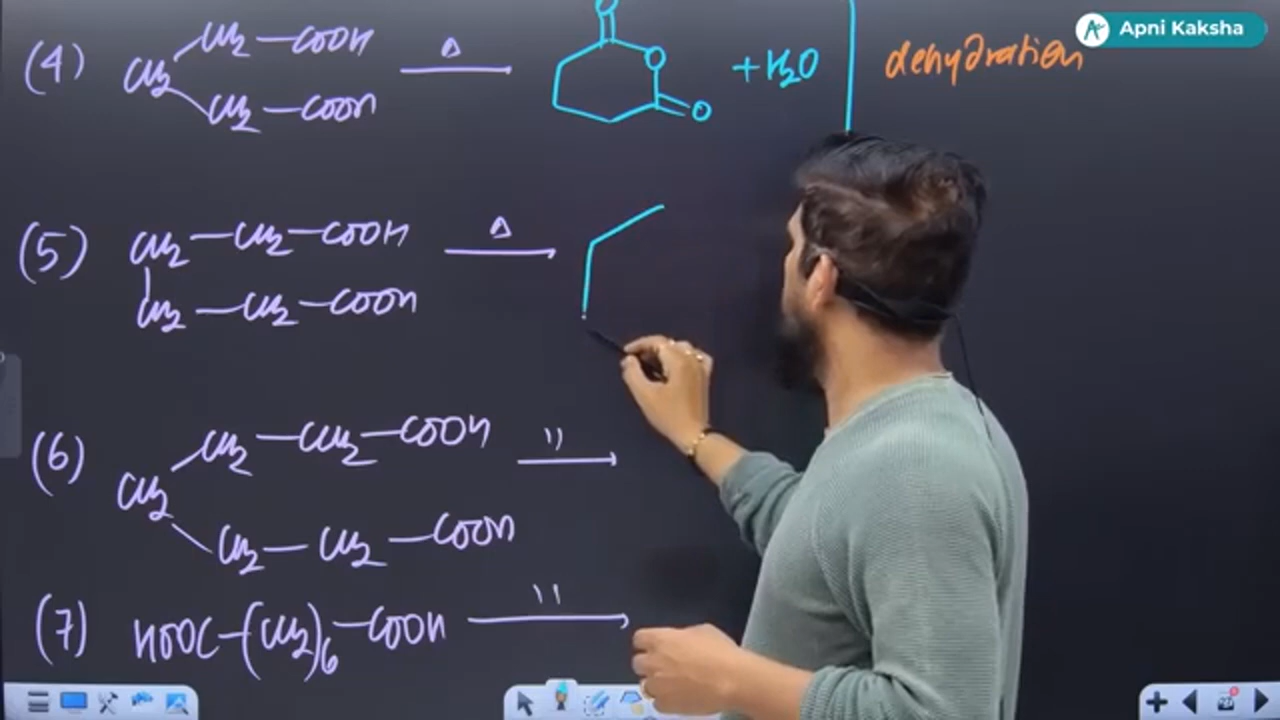 Apni Kaksha
(4) CH2 CH2 — COOH CH2 — COOH Δ O O O + H2O dehydration
(5) CH2 — CH2 — COOH Δ
CH2 — CH2 — COOH
(6) CH2 CH2 — CH2 — COOH "
CH2 — CH2 — COOH
(7) HOOC — (CH2)6 — COOH "